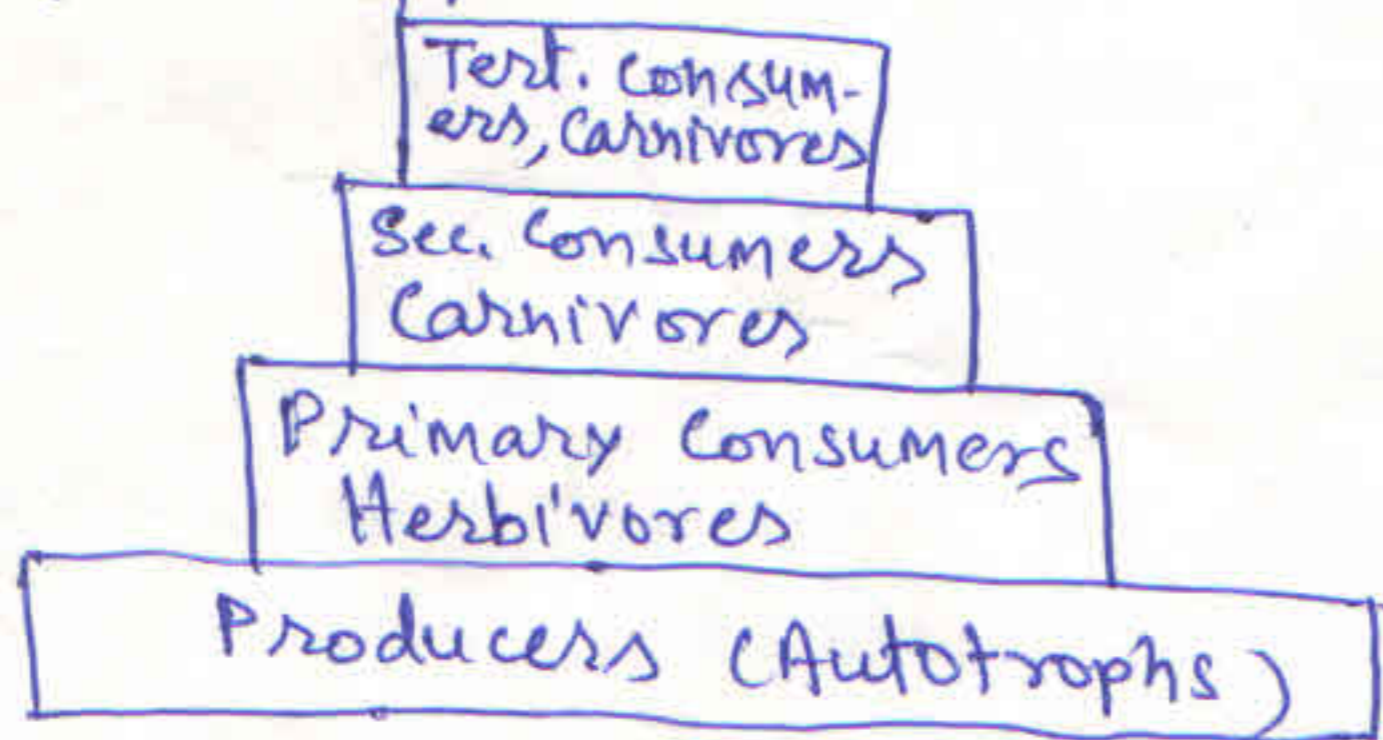 Tert. Consum-
ers, Carnivores
Sec. Consumers
Carnivores
Primary Consumers
Herbivores
Producers (Autotrophs)